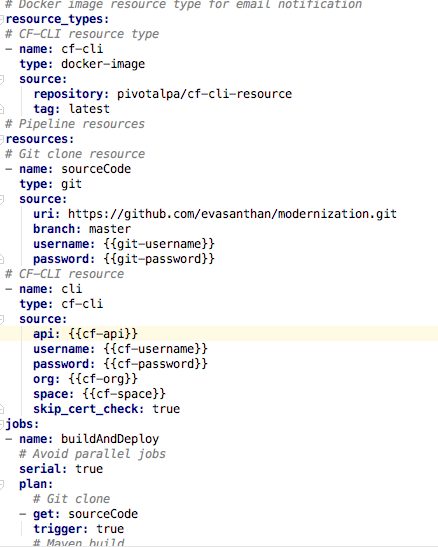 # Docker image resource type for email notification
resource_types:
# CF-CLI resource type
- name: cf-cli
  type: docker-image
  source:
    repository: pivotalpa/cf-cli-resource
    tag: latest
# Pipeline resources
resources:
# Git clone resource
- name: sourceCode
  type: git
  source:
    uri: https://github.com/evasanthan/modernization.git
    branch: master
    username: {{git-username}}
    password: {{git-password}}
# CF-CLI resource
- name: cli
  type: cf-cli
  source:
    api: {{cf-api}}
    username: {{cf-username}}
    password: {{cf-password}}
    org: {{cf-org}}
    space: {{cf-space}}
    skip_cert_check: true
jobs:
- name: buildAndDeploy
  # Avoid parallel jobs
  serial: true
  plan:
    # Git clone
  - get: sourceCode
    trigger: true
    # Maven build